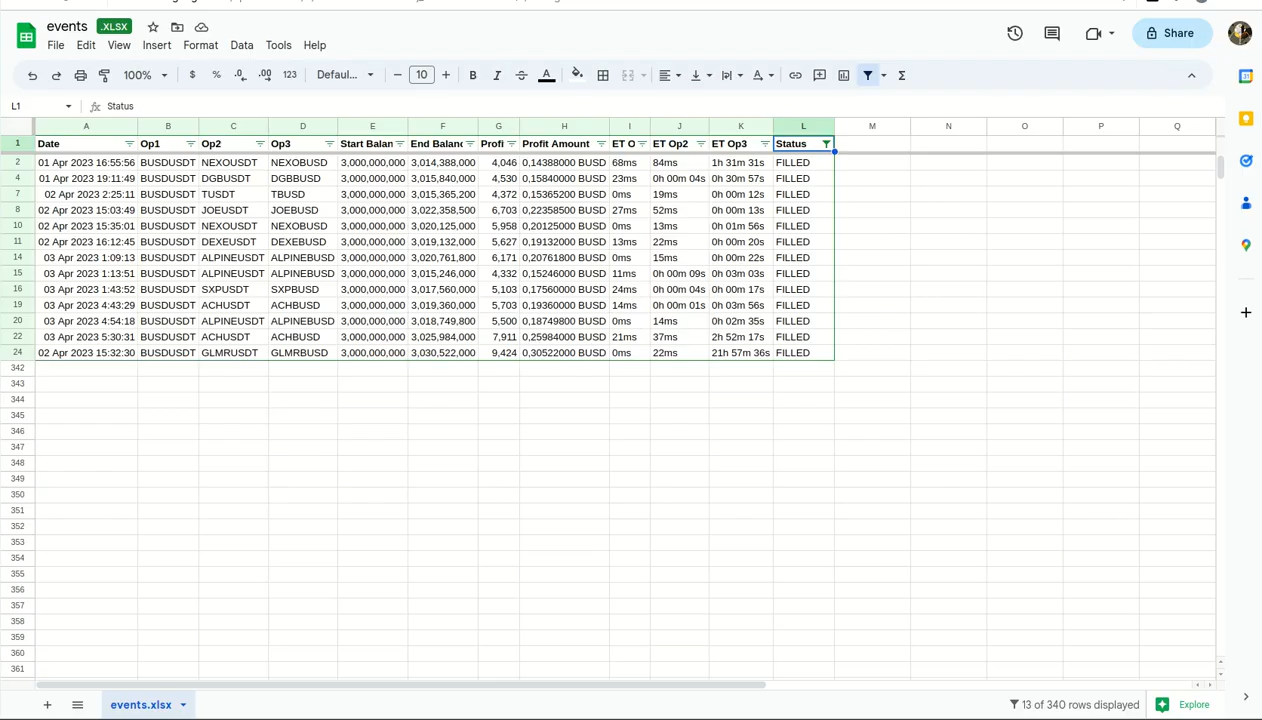 events .XLSX
File Edit View Insert Format Data Tools Help
Share
100% $ % .0 .00 123 Defaul... 10 B I A Σ
L1 fx Status
A B C D E F G H I J K L M N O P Q
1 Date Op1 Op2 Op3 Start Balan End Balanc Profi Profit Amount ET O ET Op2 ET Op3 Status
2 01 Apr 2023 16:55:55 BUSDUSDT NEXOUSDT NEXOBUSD 3,000,000,000 3,014,388,000 4,046 0,14388000 BUSD 68ms 84ms 1h 31m 31s FILLED
4 01 Apr 2023 19:11:49 BUSDUSDT DGBUSDT DGBBUSD 3,000,000,000 3,015,840,000 4,530 0,15840000 BUSD 23ms 0h 00m 04s 0h 30m 57s FILLED
7 02 Apr 2023 2:25:11 BUSDUSDT TUSDT TBUSD 3,000,000,000 3,015,365,200 4,372 0,15365200 BUSD 0ms 19ms 0h 00m 12s FILLED
8 02 Apr 2023 15:03:49 BUSDUSDT JOEUSDT JOEBUSD 3,000,000,000 3,022,358,500 6,703 0,22358500 BUSD 27ms 52ms 0h 00m 13s FILLED
10 02 Apr 2023 15:35:01 BUSDUSDT NEXOUSDT NEXOBUSD 3,000,000,000 3,020,125,000 5,958 0,20125000 BUSD 0ms 13ms 0h 01m 56s FILLED
11 02 Apr 2023 16:12:45 BUSDUSDT DEXEUSDT DEXEBUSD 3,000,000,000 3,019,132,000 5,627 0,19132000 BUSD 13ms 22ms 0h 00m 20s FILLED
14 03 Apr 2023 1:09:13 BUSDUSDT ALPINEUSDT ALPINEBUSD 3,000,000,000 3,020,761,800 6,171 0,20761800 BUSD 0ms 15ms 0h 00m 22s FILLED
15 03 Apr 2023 1:13:51 BUSDUSDT ALPINEUSDT ALPINEBUSD 3,000,000,000 3,015,246,000 4,332 0,15246000 BUSD 11ms 0h 00m 09s 0h 03m 03s FILLED
16 03 Apr 2023 1:43:52 BUSDUSDT SXPUSDT SXPBUSD 3,000,000,000 3,017,560,000 5,103 0,17560000 BUSD 24ms 0h 00m 04s 0h 00m 17s FILLED
19 03 Apr 2023 4:43:29 BUSDUSDT ACHUSDT ACHBUSD 3,000,000,000 3,019,360,000 5,703 0,19360000 BUSD 14ms 0h 00m 01s 0h 03m 56s FILLED
20 03 Apr 2023 4:54:18 BUSDUSDT ALPINEUSDT ALPINEBUSD 3,000,000,000 3,018,749,800 5,500 0,18749800 BUSD 0ms 14ms 0h 02m 35s FILLED
22 03 Apr 2023 5:30:31 BUSDUSDT ACHUSDT ACHBUSD 3,000,000,000 3,025,984,000 7,911 0,25984000 BUSD 21ms 37ms 2h 52m 17s FILLED
24 02 Apr 2023 15:32:30 BUSDUSDT GLMRUSDT GLMRBUSD 3,000,000,000 3,030,522,000 9,424 0,30522000 BUSD 0ms 22ms 21h 57m 36s FILLED
342
343
344
345
346
347
348
349
350
351
352
353
354
355
356
357
358
359
360
361
events.xlsx 13 of 340 rows displayed Explore